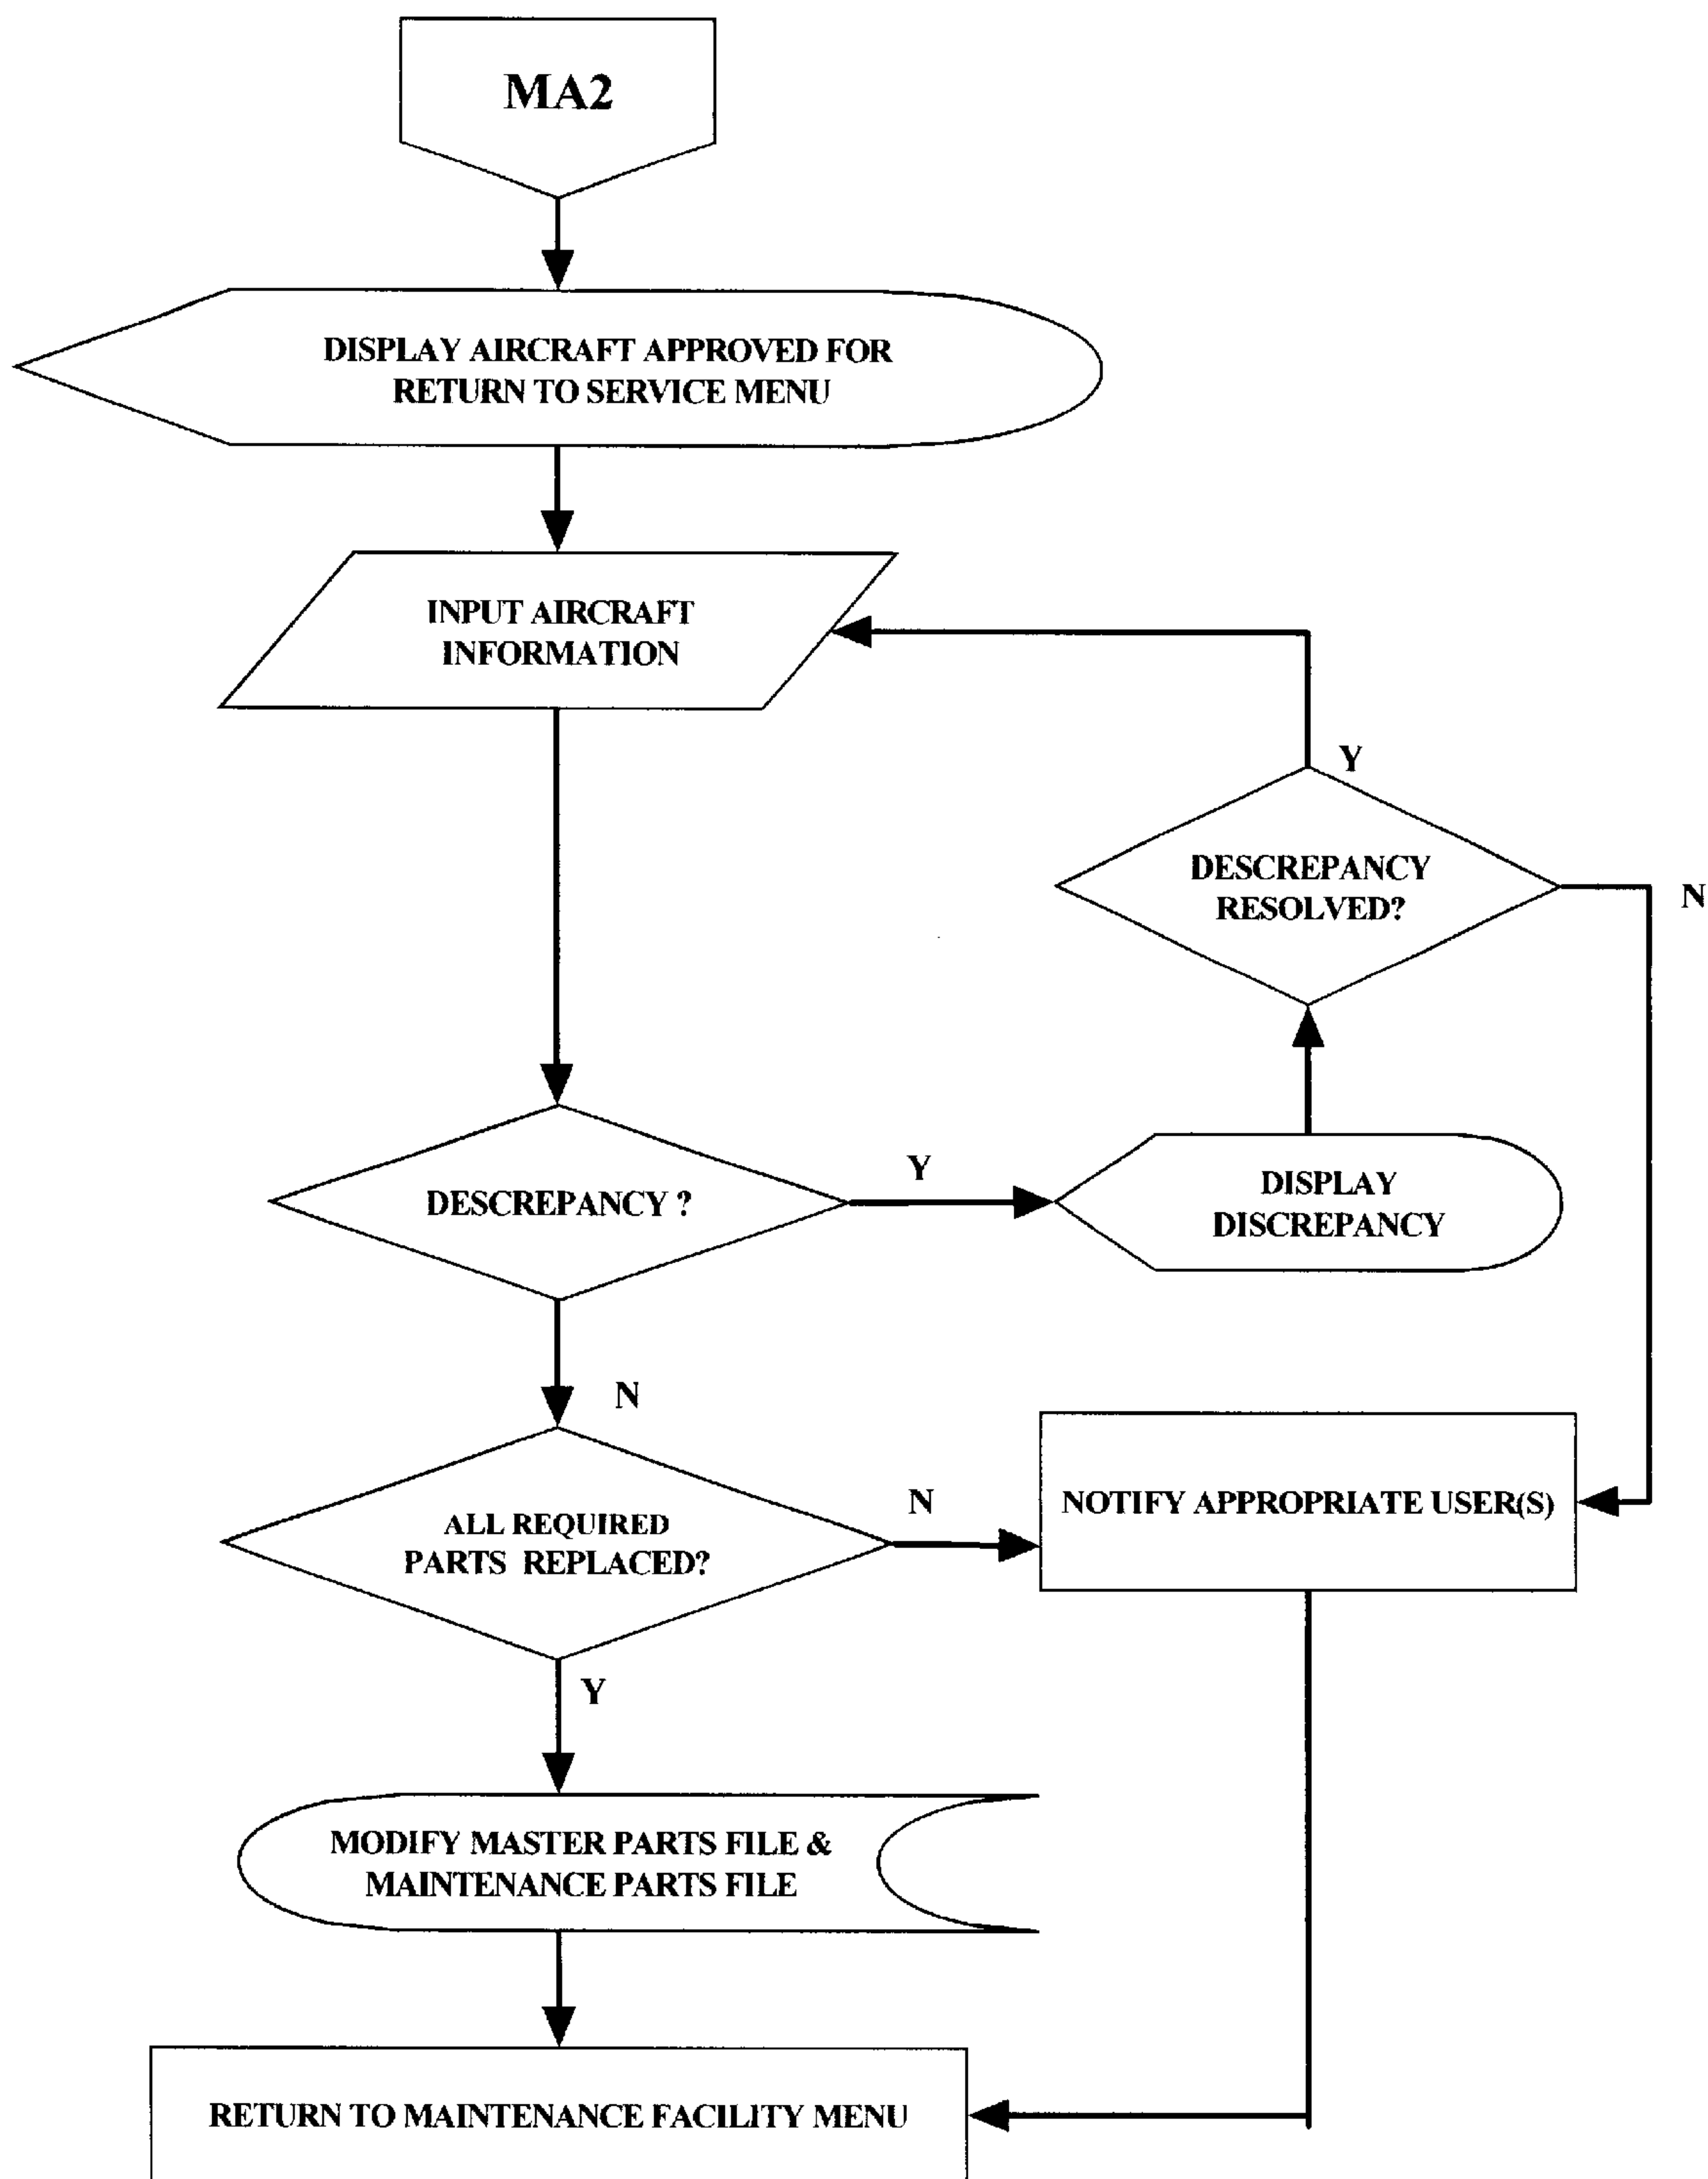 MA2
DISPLAY AIRCRAFT APPROVED FOR
RETURN TO SERVICE MENU
INPUT AIRCRAFT
INFORMATION
Y
DESCREPANCY
RESOLVED?
N
DESCREPANCY ?
Y
DISPLAY
DISCREPANCY
N
ALL REQUIRED
PARTS REPLACED?
N
NOTIFY APPROPRIATE USER(S)
Y
MODIFY MASTER PARTS FILE &
MAINTENANCE PARTS FILE
RETURN TO MAINTENANCE FACILITY MENU